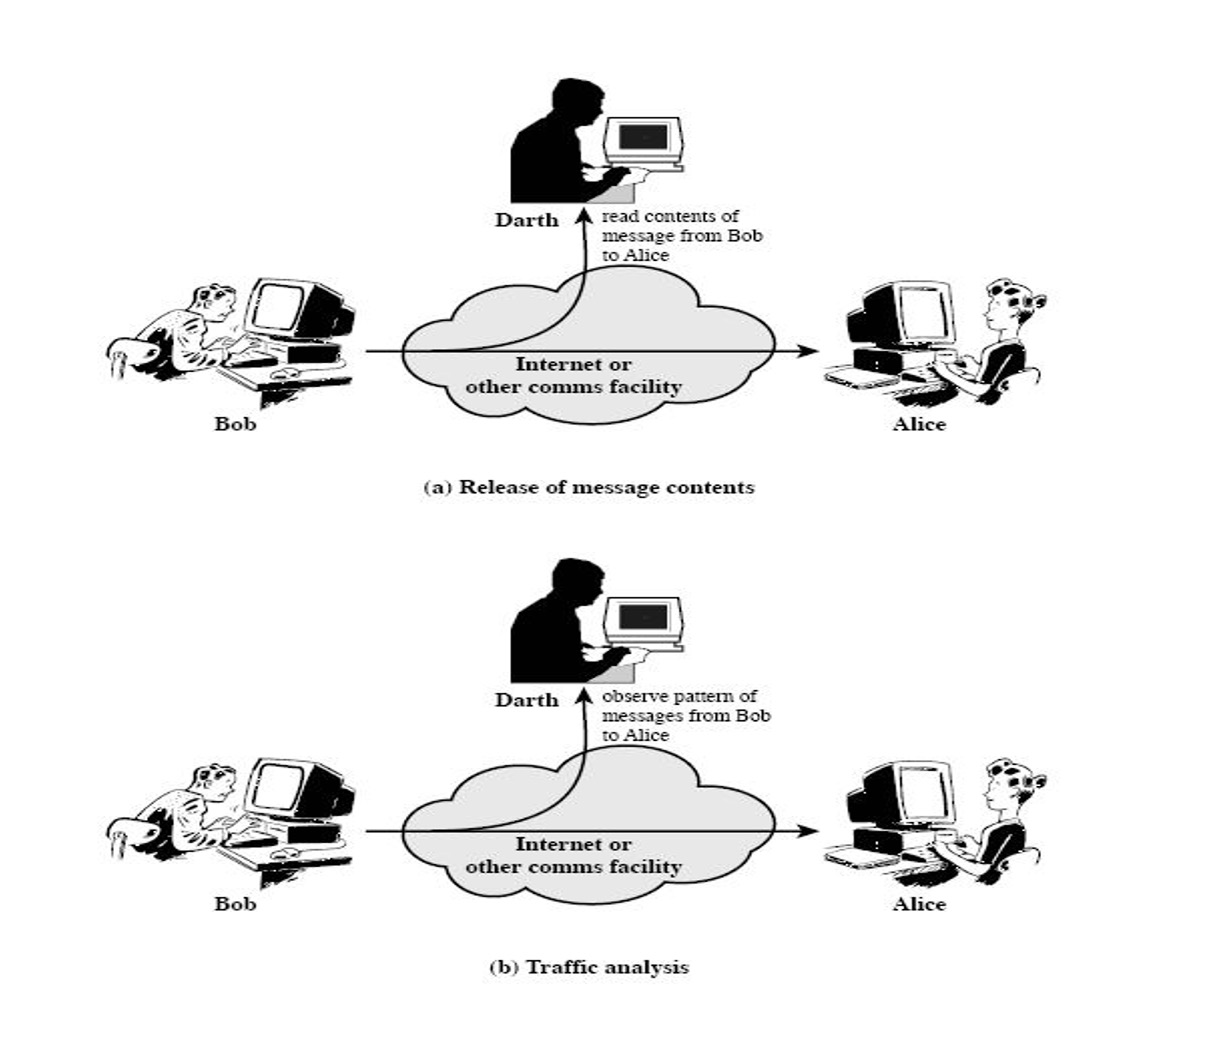 Darth
read contents of
message from Bob
to Alice
Internet or
other comms facility
Bob
Alice
(a) Release of message contents
Darth
observe pattern of
messages from Bob
to Alice
Internet or
other comms facility
Bob
Alice
(b) Traffic analysis